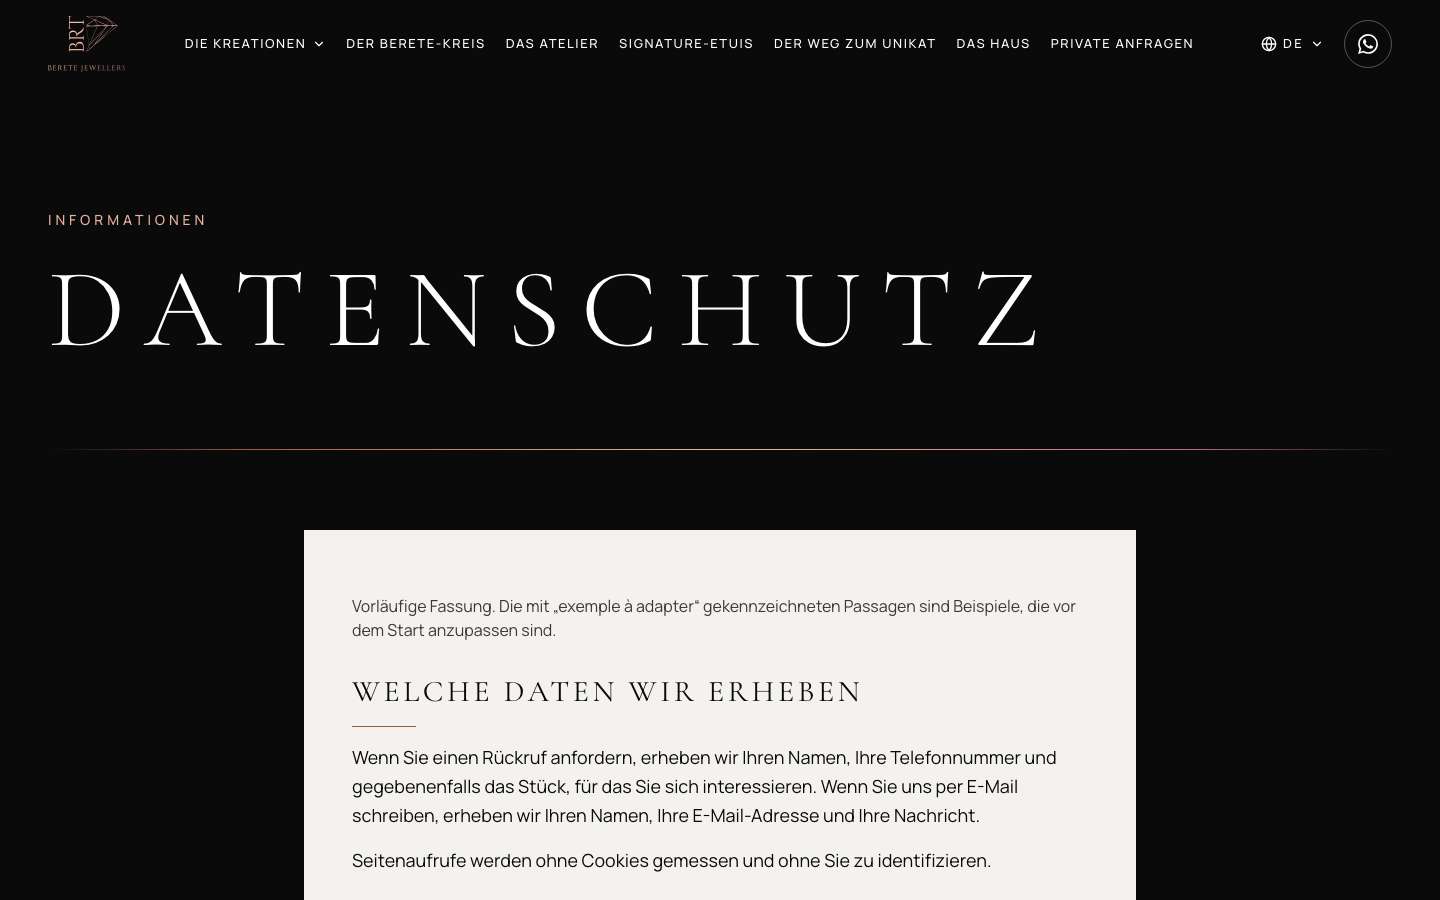 BRT
BERETE JEWELLERS
DIE KREATIONEN
DER BERETE-KREIS
DAS ATELIER
SIGNATURE-ETUIS
DER WEG ZUM UNIKAT
DAS HAUS
PRIVATE ANFRAGEN
DE
INFORMATIONEN
DATENSCHUTZ
Vorläufige Fassung. Die mit „exemple à adapter“ gekennzeichneten Passagen sind Beispiele, die vor
dem Start anzupassen sind.
WELCHE DATEN WIR ERHEBEN
Wenn Sie einen Rückruf anfordern, erheben wir Ihren Namen, Ihre Telefonnummer und
gegebenenfalls das Stück, für das Sie sich interessieren. Wenn Sie uns per E-Mail
schreiben, erheben wir Ihren Namen, Ihre E-Mail-Adresse und Ihre Nachricht.
Seitenaufrufe werden ohne Cookies gemessen und ohne Sie zu identifizieren.